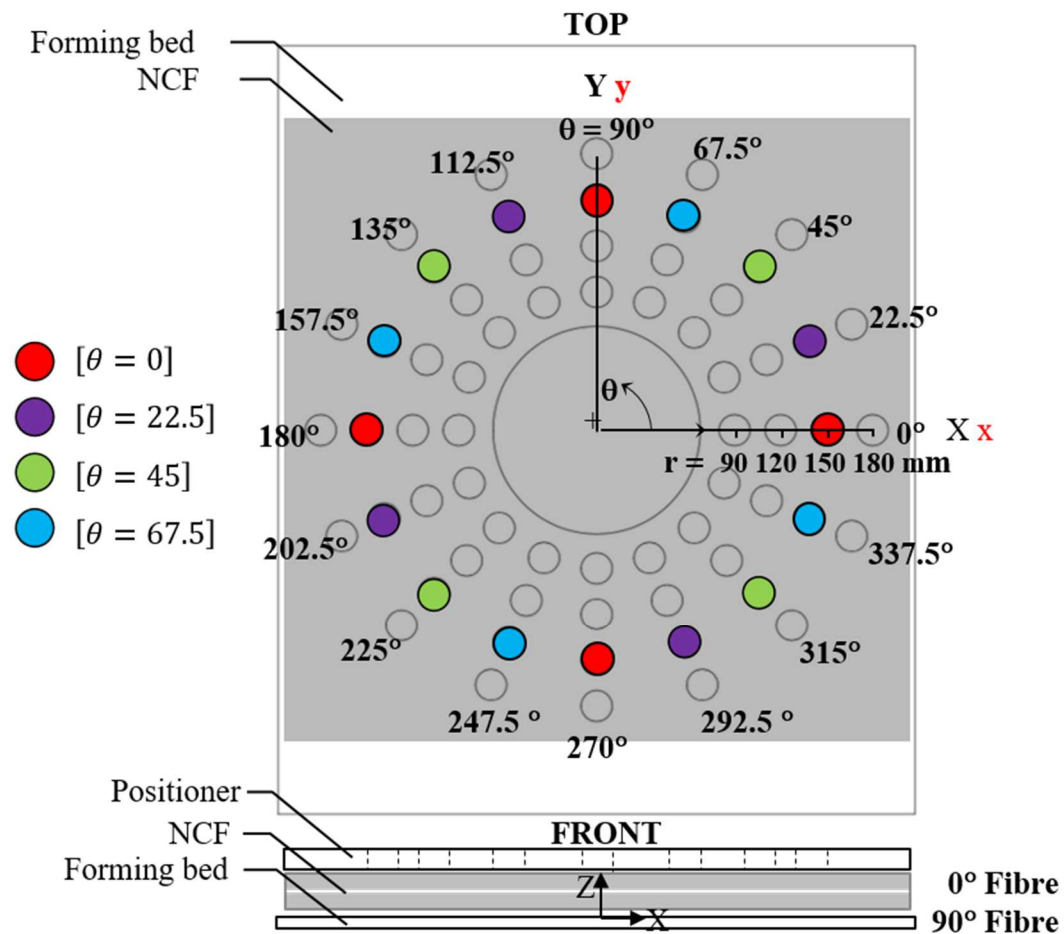 TOP
Forming bed
NCF
Y y
θ = 90°
112.5°
67.5°
135°
45°
157.5°
22.5°
[θ = 0]
[θ = 22.5]
[θ = 45]
[θ = 67.5]
θ
180°
0° X x
r = 90 120 150 180 mm
202.5°
337.5°
225°
315°
247.5 °
292.5 °
270°
Positioner
NCF
FRONT
Forming bed
Z
X
0° Fibre
90° Fibre